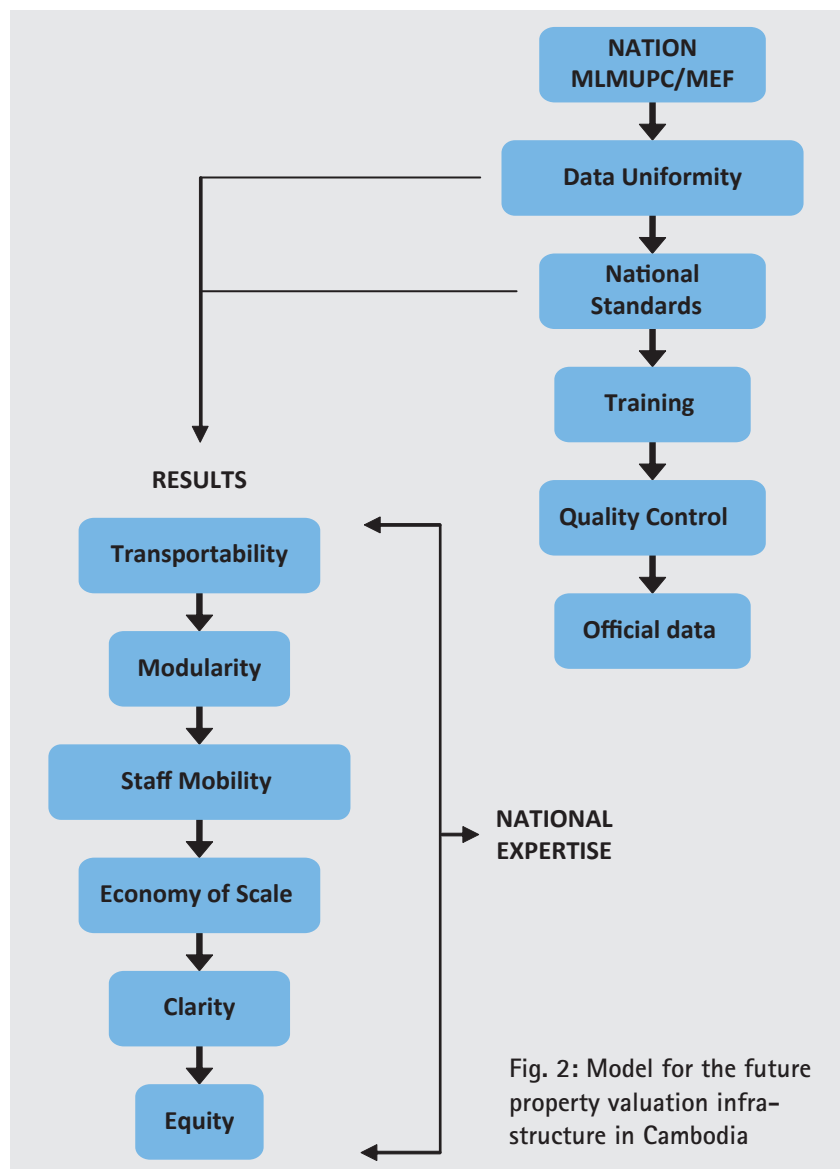 NATION
MLMUPC/MEF
Data Uniformity
National
Standards
Training
Quality Control
Official data
RESULTS
Transportability
Modularity
Staff Mobility
Economy of Scale
Clarity
Equity
NATIONAL
EXPERTISE
Fig. 2: Model for the future
property valuation infra-
structure in Cambodia